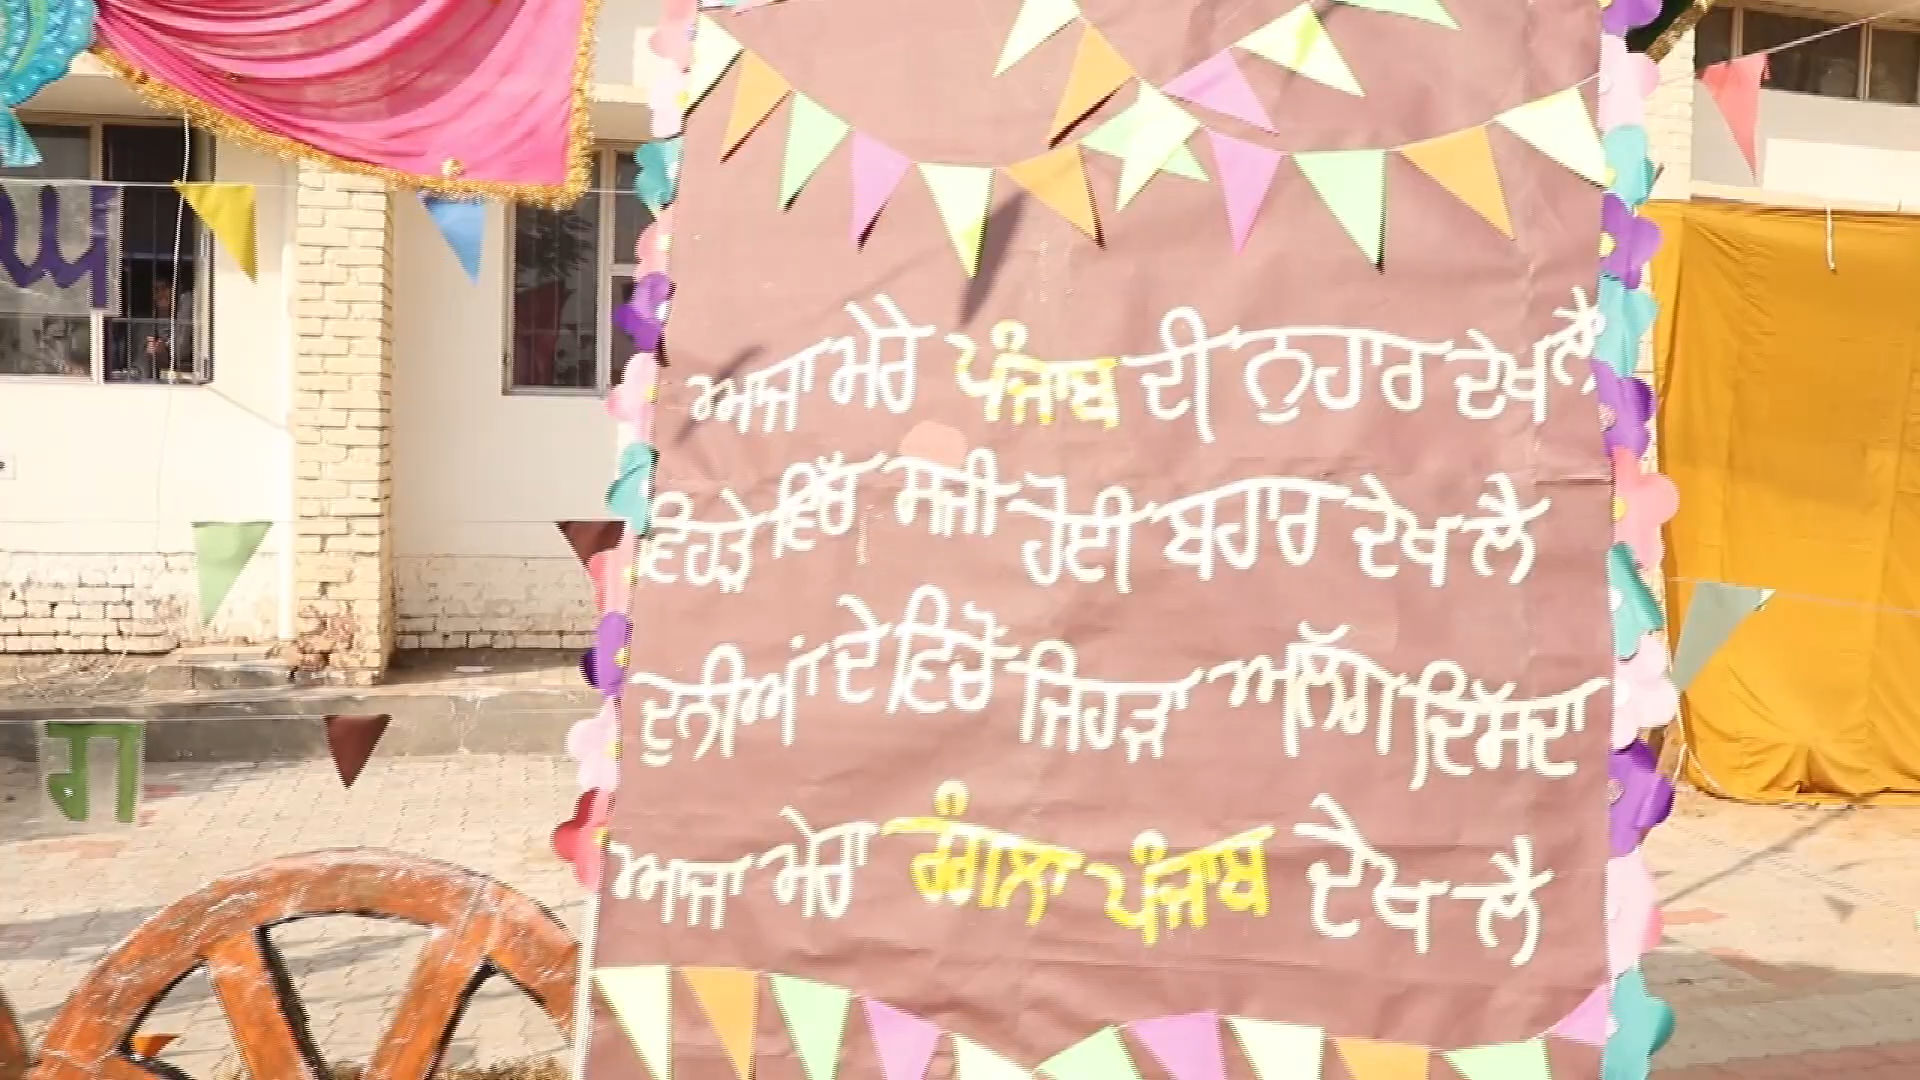 ਆਜਾ ਮੇਰੇ ਪੰਜਾਬ ਦੀ ਨੁਹਾਰ ਦੇਖ ਲੈ
ਵਿਹੜੇ ਵਿੱਚ ਸਜੀ ਹੋਈ ਬਹਾਰ ਦੇਖ ਲੈ
ਦੁਨੀਆਂ ਦੇ ਵਿਚੋਂ ਜਿਹੜਾ ਅਲੱਗ ਦਿੱਸਦਾ
ਆਜਾ ਮੇਰਾ ਰੰਗਲਾ ਪੰਜਾਬ ਦੇਖ ਲੈ
ਗ